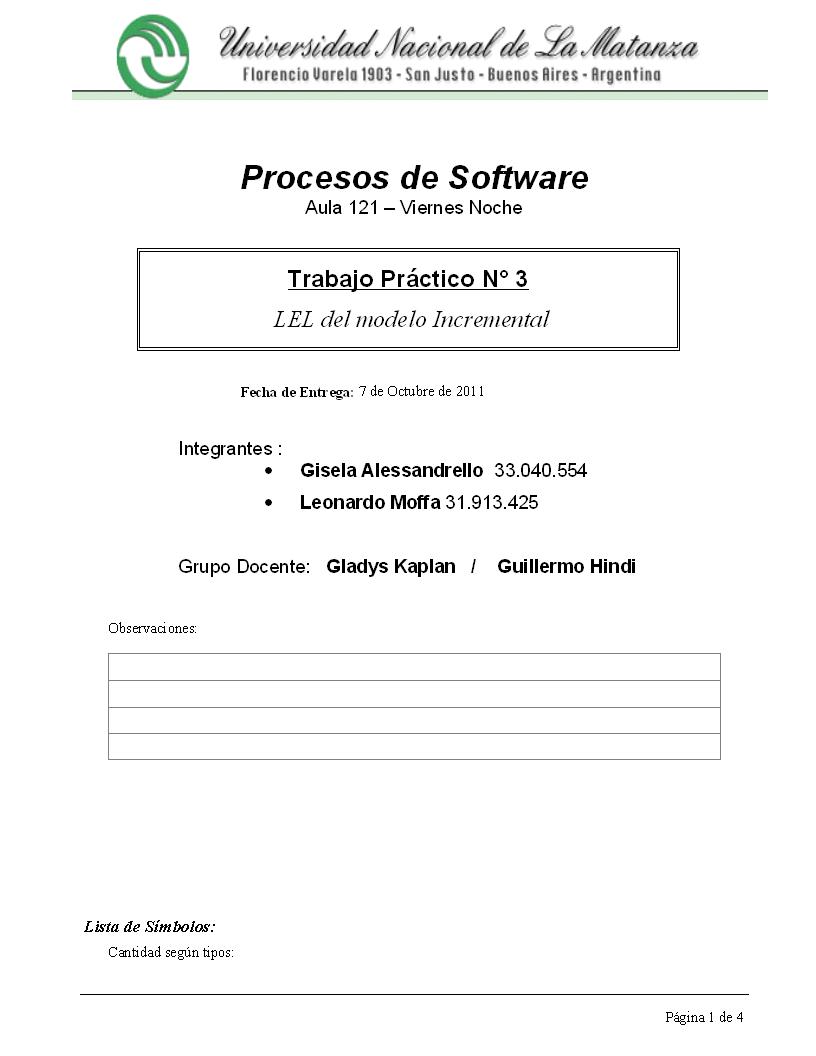 Universidad Nacional de La Matanza
Florencio Varela 1903 - San Justo - Buenos Aires - Argentina
Procesos de Software
Aula 121 – Viernes Noche
Trabajo Práctico N° 3
LEL del modelo Incremental
Fecha de Entrega: 7 de Octubre de 2011
Integrantes :
• Gisela Alessandrello 33.040.554
• Leonardo Moffa 31.913.425
Grupo Docente: Gladys Kaplan / Guillermo Hindi
Observaciones:
Lista de Símbolos:
Cantidad según tipos:
Página 1 de 4